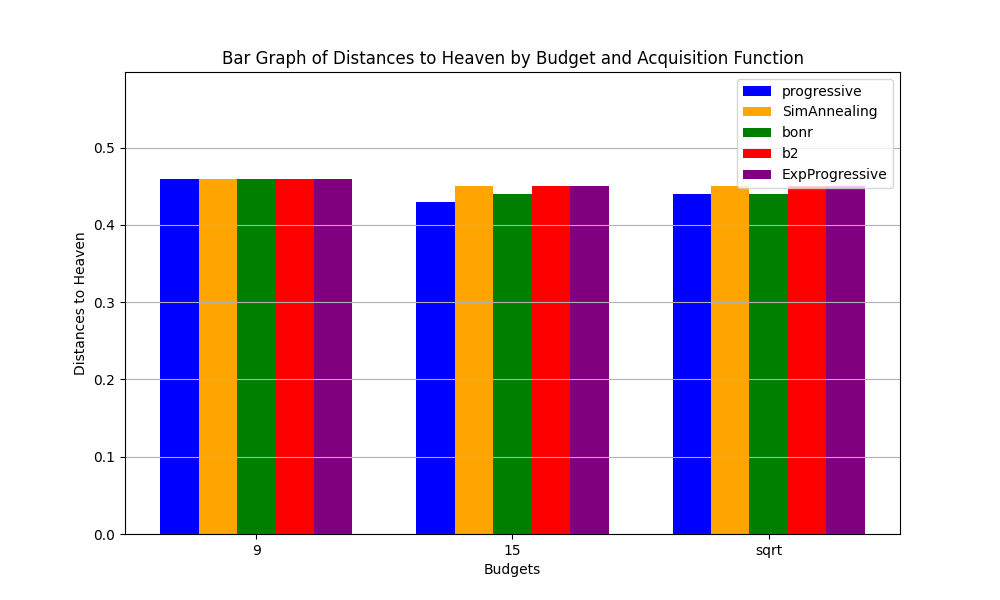 Bar Graph of Distances to Heaven by Budget and Acquisition Function
progressive
SimAnnealing
bonr
b2
ExpProgressive
0.5
0.4
0.3
0.2
0.1
0.0
Distances to Heaven
9
15
sqrt
Budgets